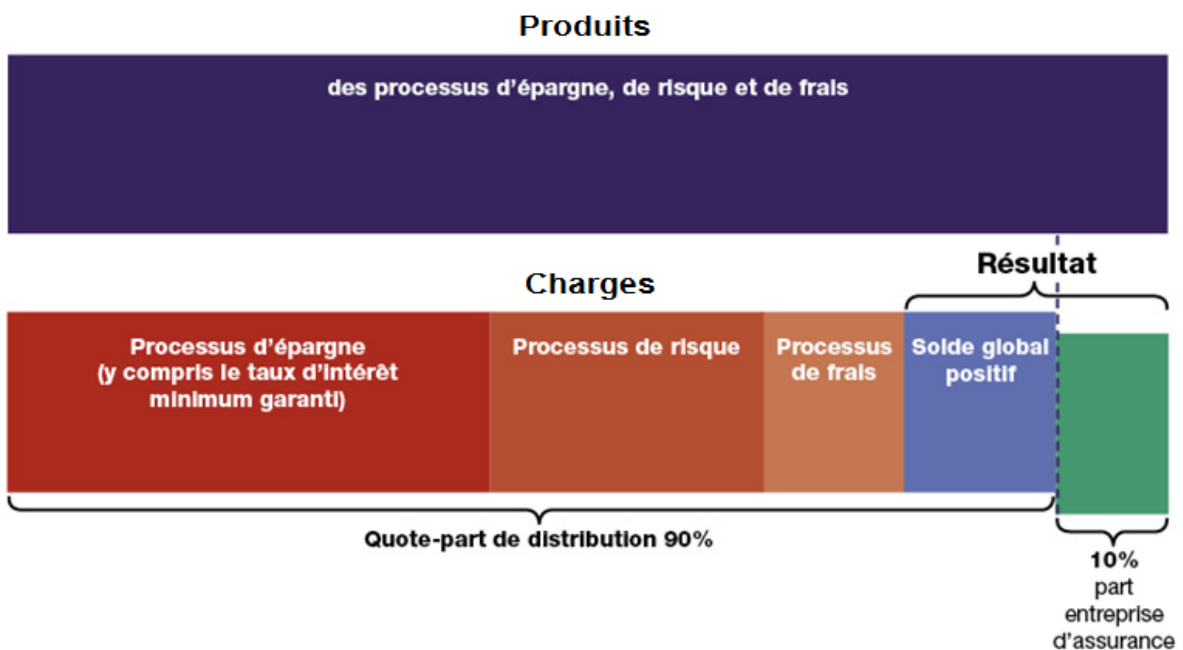 Produits
des processus d'épargne, de risque et de frais
Résultat
Charges
Processus d'épargne
(y compris le taux d'intérêt
minimum garanti)
Processus de risque
Processus
de frais
Solde global
positif
Quote-part de distribution 90%
10%
part
entreprise
d'assurance